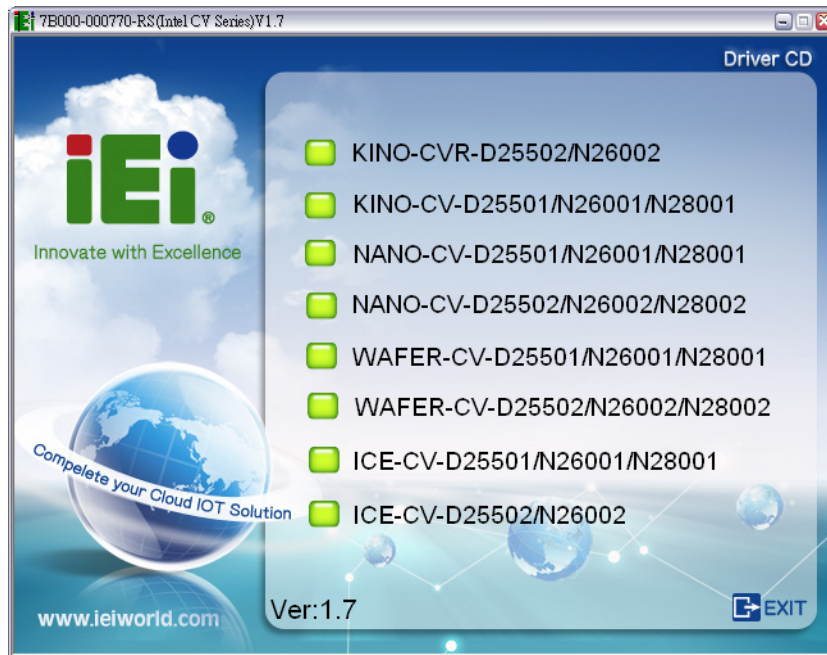 7B000-000770-RS(Intel CV Series)V1.7
Driver CD
iEi®
Innovate with Excellence
KINO-CVR-D25502/N26002
KINO-CV-D25501/N26001/N28001
NANO-CV-D25501/N26001/N28001
NANO-CV-D25502/N26002/N28002
WAFER-CV-D25501/N26001/N28001
WAFER-CV-D25502/N26002/N28002
ICE-CV-D25501/N26001/N28001
ICE-CV-D25502/N26002
Compelete your Cloud IOT Solution
www.ieiworld.com
Ver:1.7
EXIT